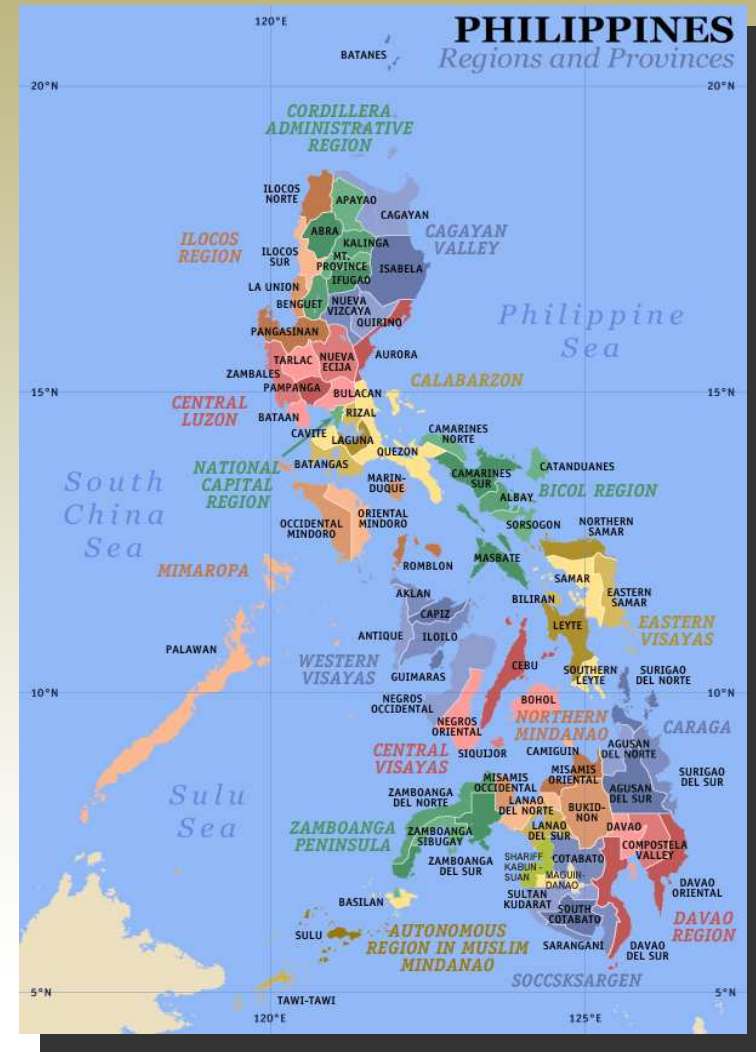 120°E
PHILIPPINES
Regions and Provinces
BATANES
20°N
20°N
CORDILLERA
ADMINISTRATIVE
REGION
ILOCOS
NORTE
APAYAO
CAGAYAN
ABRA
CAGAYAN
VALLEY
ILOCOS
REGION
KALINGA
ILOCOS
SUR
MT.
PROVINCE
ISABELA
IFUGAO
LA UNION
BENGUET
NUEVA
VIZCAYA
QUIRINO
Philippine
Sea
PANGASINAN
TARLAC
NUEVA
ECIJA
AURORA
ZAMBALES
PAMPANGA
CALABARZON
15°N
15°N
BULACAN
CENTRAL
LUZON
BATAAN
RIZAL
CAVITE
LAGUNA
CAMARINES
NORTE
QUEZON
BATANGAS
NATIONAL
CAPITAL
REGION
CATANDUANES
CAMARINES
SUR
MARIN-
DUQUE
BICOL REGION
ALBAY
South
China
Sea
ORIENTAL
MINDORO
OCCIDENTAL
MINDORO
SORSOGON
NORTHERN
SAMAR
MASBATE
ROMBLON
MIMAROPA
SAMAR
AKLAN
BILIRAN
EASTERN
SAMAR
CAPIZ
LEYTE
EASTERN
VISAYAS
ANTIQUE
ILOILO
PALAWAN
WESTERN
VISAYAS
CEBU
GUIMARAS
SOUTHERN
LEYTE
SURIGAO
DEL NORTE
10°N
10°N
NEGROS
OCCIDENTAL
BOHOL
NEGROS
ORIENTAL
NORTHERN
MINDANAO
CARAGA
CENTRAL
VISAYAS
SIQUIJOR
CAMIGUIN
AGUSAN
DEL NORTE
MISAMIS
OCCIDENTAL
MISAMIS
ORIENTAL
SURIGAO
DEL SUR
Sulu
Sea
ZAMBOANGA
DEL NORTE
LANAO
DEL NORTE
BUKID-
NON
AGUSAN
DEL SUR
ZAMBOANGA
PENINSULA
ZAMBOANGA
SIBUGAY
LANAO
DEL SUR
DAVAO
COMPOSTELA
VALLEY
ZAMBOANGA
DEL SUR
SHARIFF
KABUN-
SUAN
COTABATO
MAGUIN-
DANAO
DAVAO
ORIENTAL
BASILAN
SULTAN
KUDARAT
SOUTH
COTABATO
DAVAO
REGION
SULU
AUTONOMOUS
REGION IN MUSLIM
MINDANAO
SARANGANI
DAVAO
DEL SUR
SOCCSKSARGEN
5°N
5°N
TAWI-TAWI
120°E
125°E